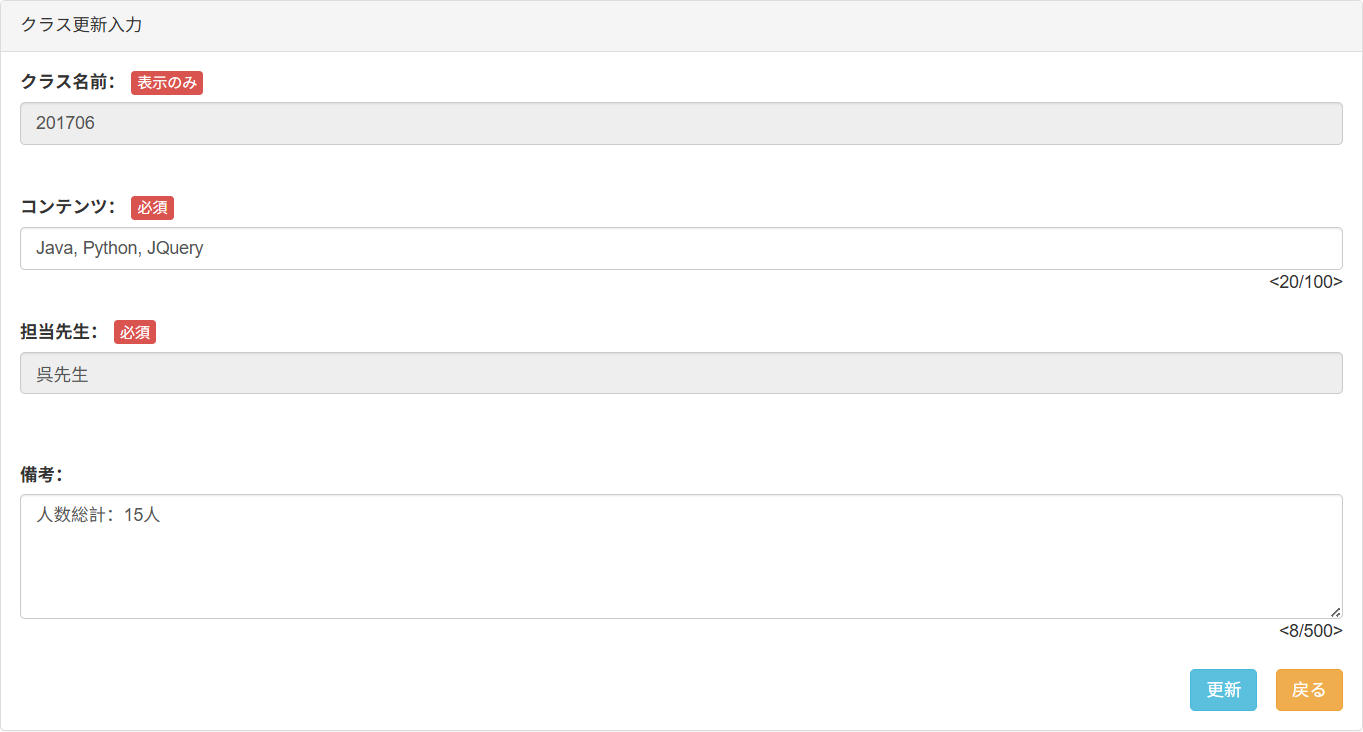 クラス更新入力
クラス名前： 表示のみ
201706
コンテンツ： 必須
Java, Python, JQuery
<20/100>
担当先生： 必須
呉先生
備考：
人数総計：15人
<8/500>
更新 戻る